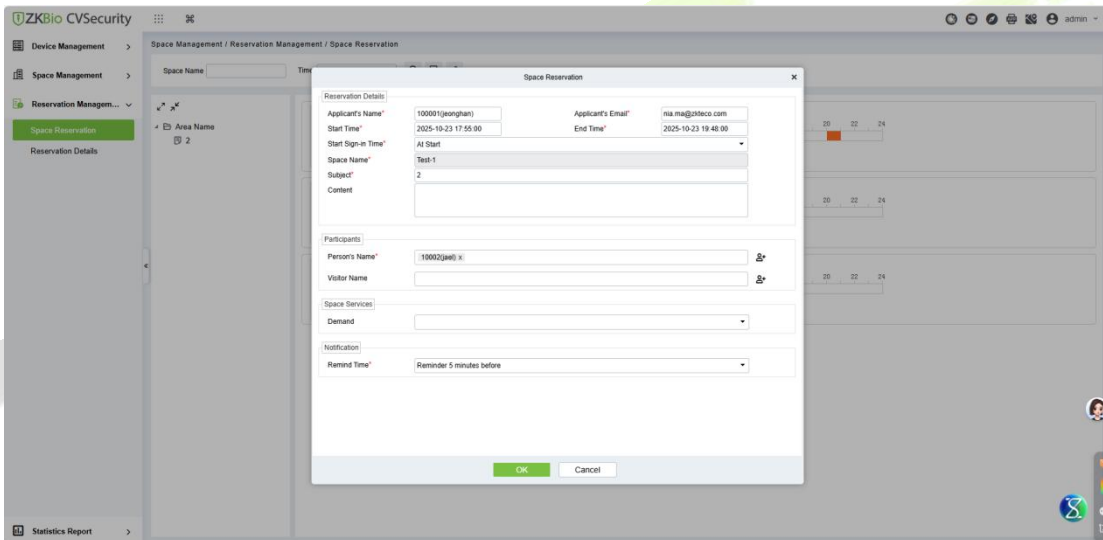 ZKBio CVSecurity
admin
Device Management
Space Management
Reservation Managem...
Space Reservation
Reservation Details
Statistics Report
Space Management / Reservation Management / Space Reservation
Space Name
Time
Area Name
2
Space Reservation
×
Reservation Details
Applicant's Name* 100001(jeonghan) Applicant's Email* nia.ma@zkteco.com
Start Time* 2025-10-23 17:55:00 End Time* 2025-10-23 19:48:00
Start Sign-in Time* At Start
Space Name* Test-1
Subject* 2
Content
Participants
Person's Name* 10002(jael) x
Visitor Name
Space Services
Demand
Notification
Remind Time* Reminder 5 minutes before
OK Cancel
20 22 24
20 22 24
20 22 24